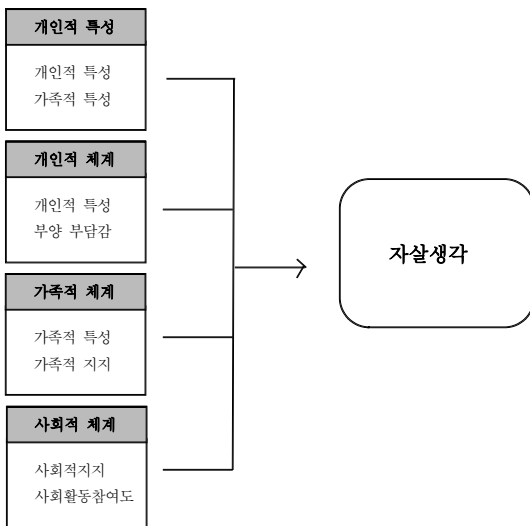 개인적 특성
개인적 특성
가족적 특성
개인적 체계
개인적 특성
부양 부담감
가족적 체계
가족적 특성
가족적 지지
사회적 체계
사회적지지
사회활동참여도
자살생각